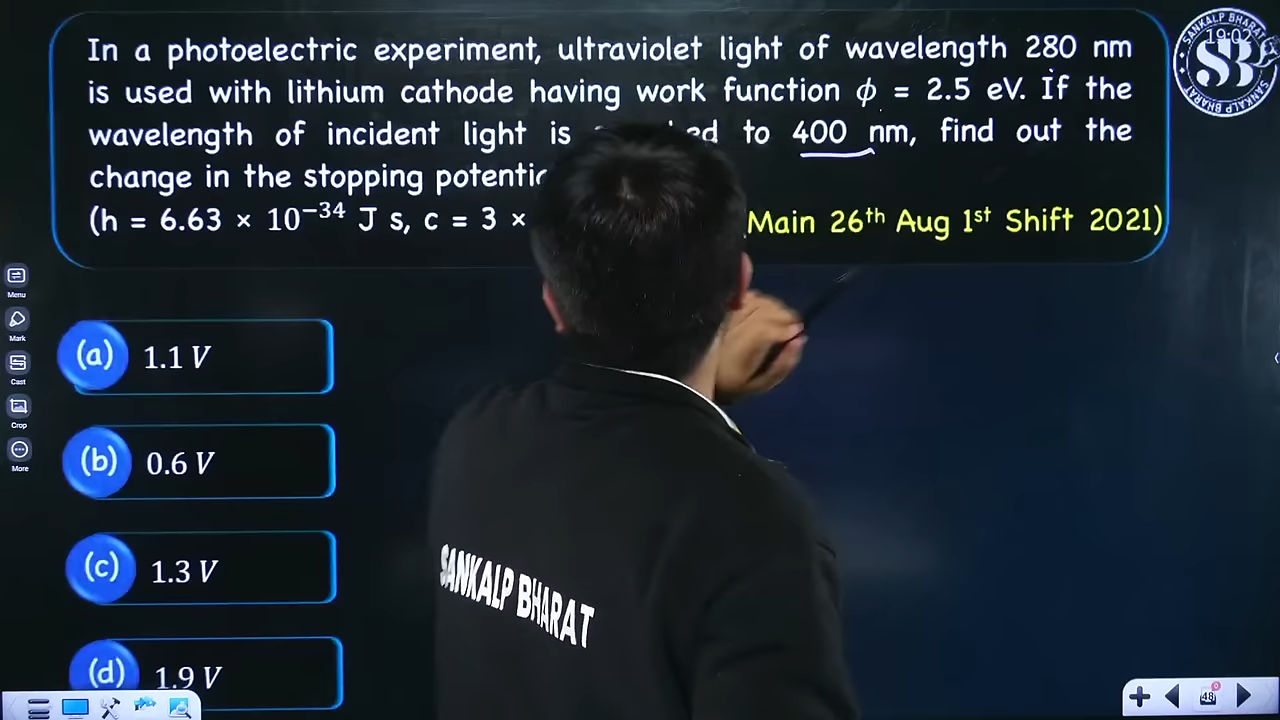 In a photoelectric experiment, ultraviolet light of wavelength 280 nm
is used with lithium cathode having work function ϕ = 2.5 eV. If the
wavelength of incident light is to 400 nm, find out the
change in the stopping
(h = 6.63 × 10⁻³⁴ J s, c = 3 × Main 26th Aug 1st Shift 2021)
SANKALP BHARAT
19:02
SB
SANKALP BHARAT
Menu
Mark
Cast
Crop
More
(a) 1.1 V
(b) 0.6 V
(c) 1.3 V
(d) 1.9 V
SANKALP BHARAT
48